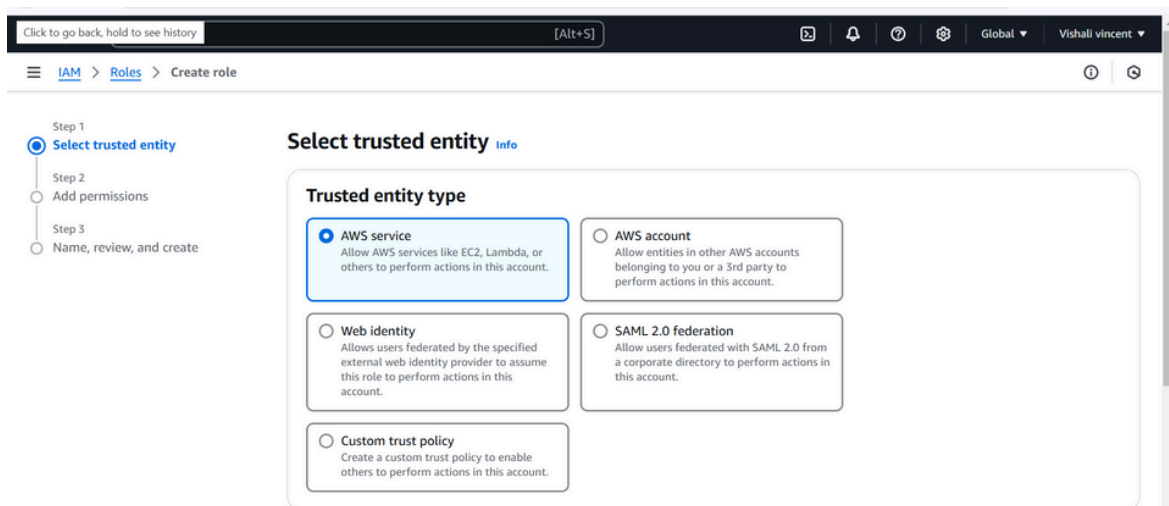 Click to go back, hold to see history
[Alt+S]
Global
Vishali vincent
IAM > Roles > Create role
Step 1
Select trusted entity
Step 2
Add permissions
Step 3
Name, review, and create
Select trusted entity Info
Trusted entity type
AWS service
Allow AWS services like EC2, Lambda, or
others to perform actions in this account.
AWS account
Allow entities in other AWS accounts
belonging to you or a 3rd party to
perform actions in this account.
Web identity
Allows users federated by the specified
external web identity provider to assume
this role to perform actions in this
account.
SAML 2.0 federation
Allow users federated with SAML 2.0 from
a corporate directory to perform actions in
this account.
Custom trust policy
Create a custom trust policy to enable
others to perform actions in this account.